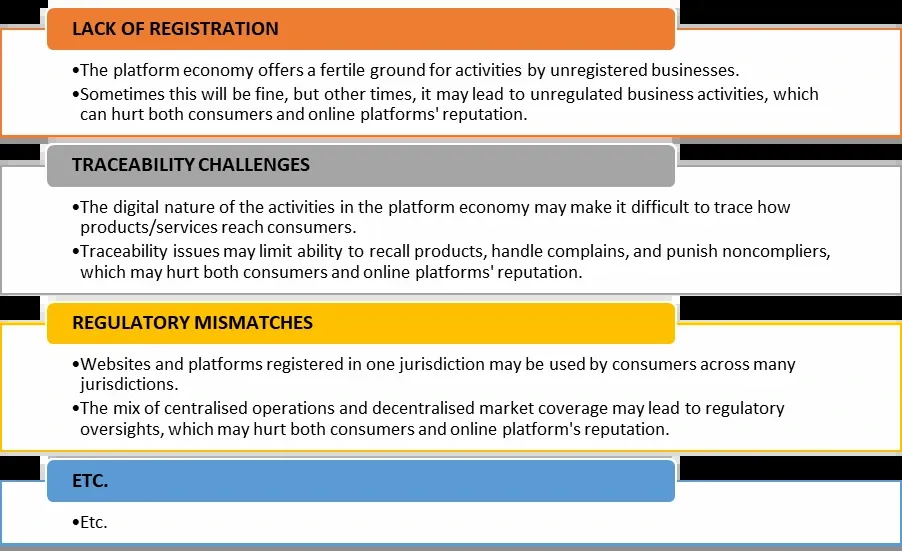 LACK OF REGISTRATION
•The platform economy offers a fertile ground for activities by unregistered businesses.
•Sometimes this will be fine, but other times, it may lead to unregulated business activities, which
can hurt both consumers and online platforms' reputation.
TRACEABILITY CHALLENGES
•The digital nature of the activities in the platform economy may make it difficult to trace how
products/services reach consumers.
•Traceability issues may limit ability to recall products, handle complains, and punish noncompliers,
which may hurt both consumers and online platforms' reputation.
REGULATORY MISMATCHES
•Websites and platforms registered in one jurisdiction may be used by consumers across many
jurisdictions.
•The mix of centralised operations and decentralised market coverage may lead to regulatory
oversights, which may hurt both consumers and online platform's reputation.
ETC.
•Etc.